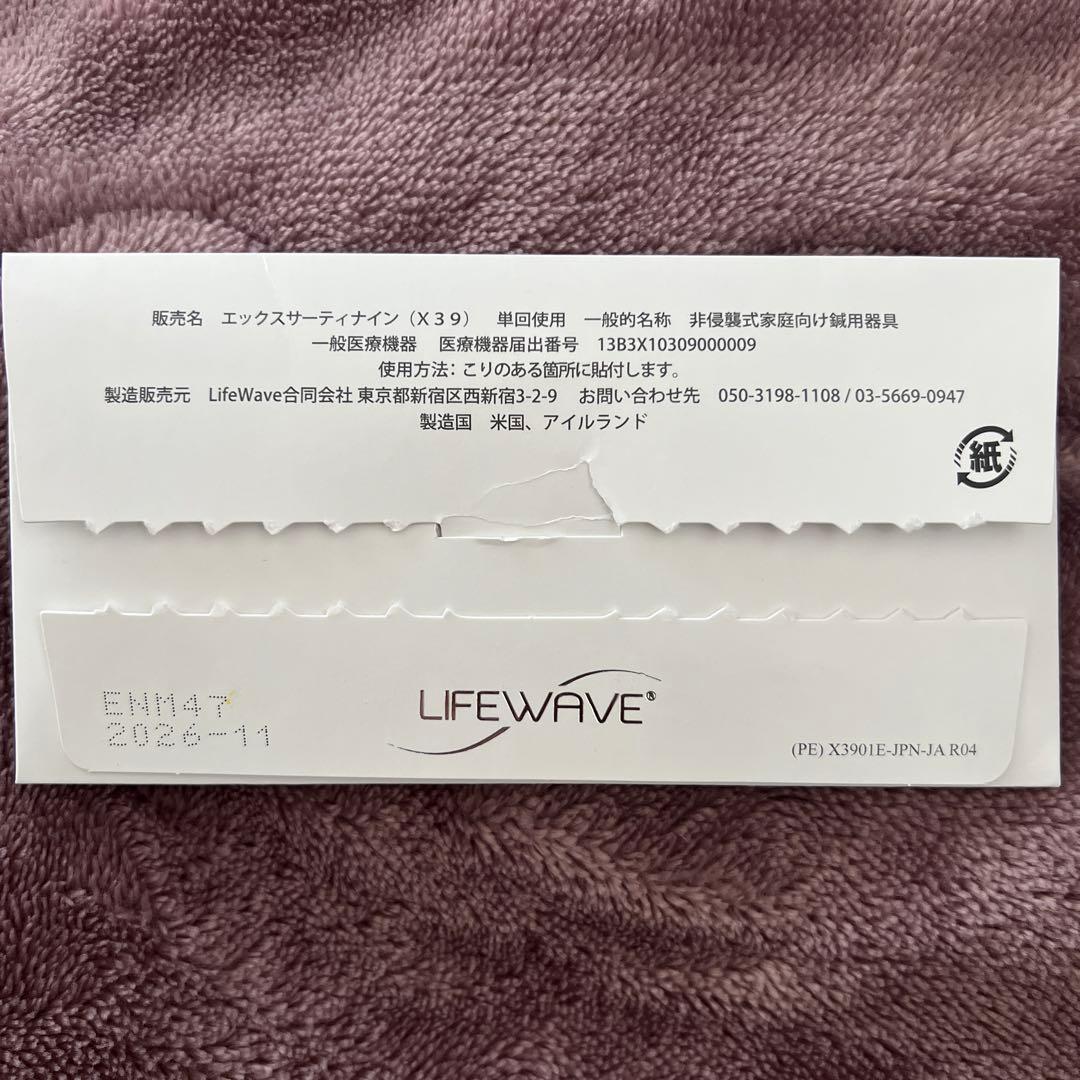 販売名　エックスサーティナイン（X３９）　単回使用　一般的名称　非侵襲式家庭向け鍼用器具
一般医療機器　医療機器届出番号　13B3X10309000009
使用方法：こりのある箇所に貼付します。
製造販売元　LifeWave合同会社 東京都新宿区西新宿3-2-9　お問い合わせ先　050-3198-1108 / 03-5669-0947
製造国　米国、アイルランド
紙
ENM47
2026-11
LIFEWAVE®
(PE) X3901E-JPN-JA R04